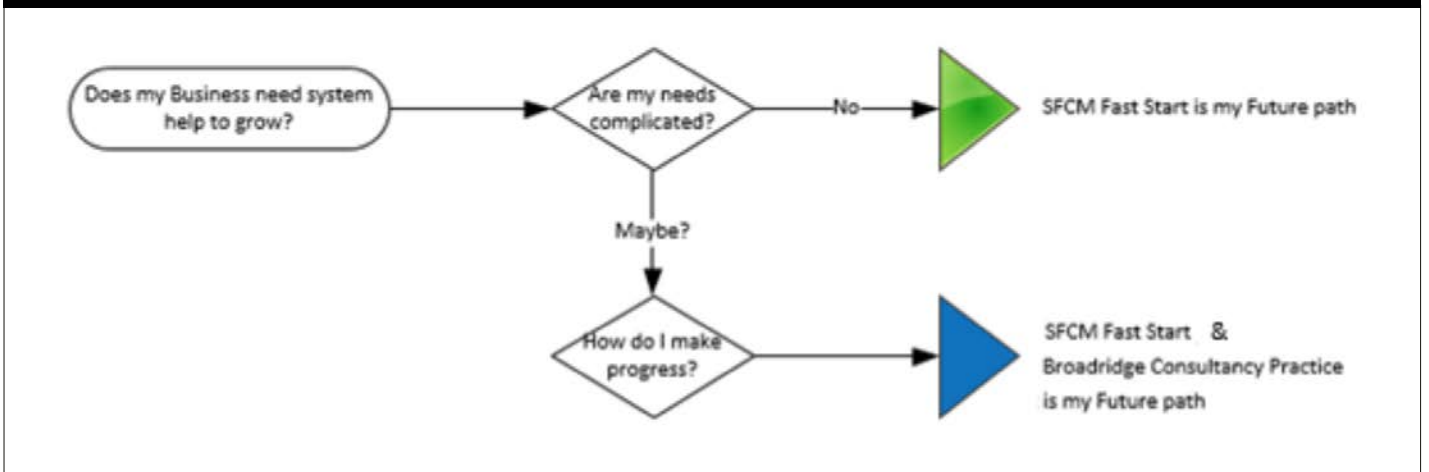 Does my Business need system
help to grow?
Are my needs
complicated?
No
SFCM Fast Start is my Future path
Maybe?
How do I make
progress?
SFCM Fast Start &
Broadridge Consultancy Practice
is my Future path